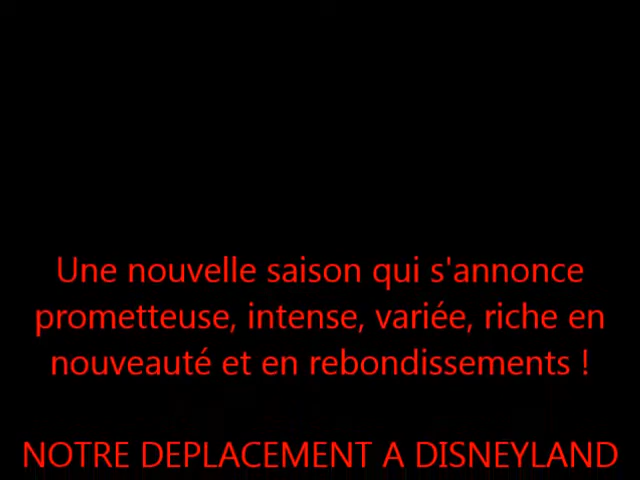 Une nouvelle saison qui s'annonce
prometteuse, intense, variée, riche en
nouveauté et en rebondissements !
NOTRE DEPLACEMENT A DISNEYLAND